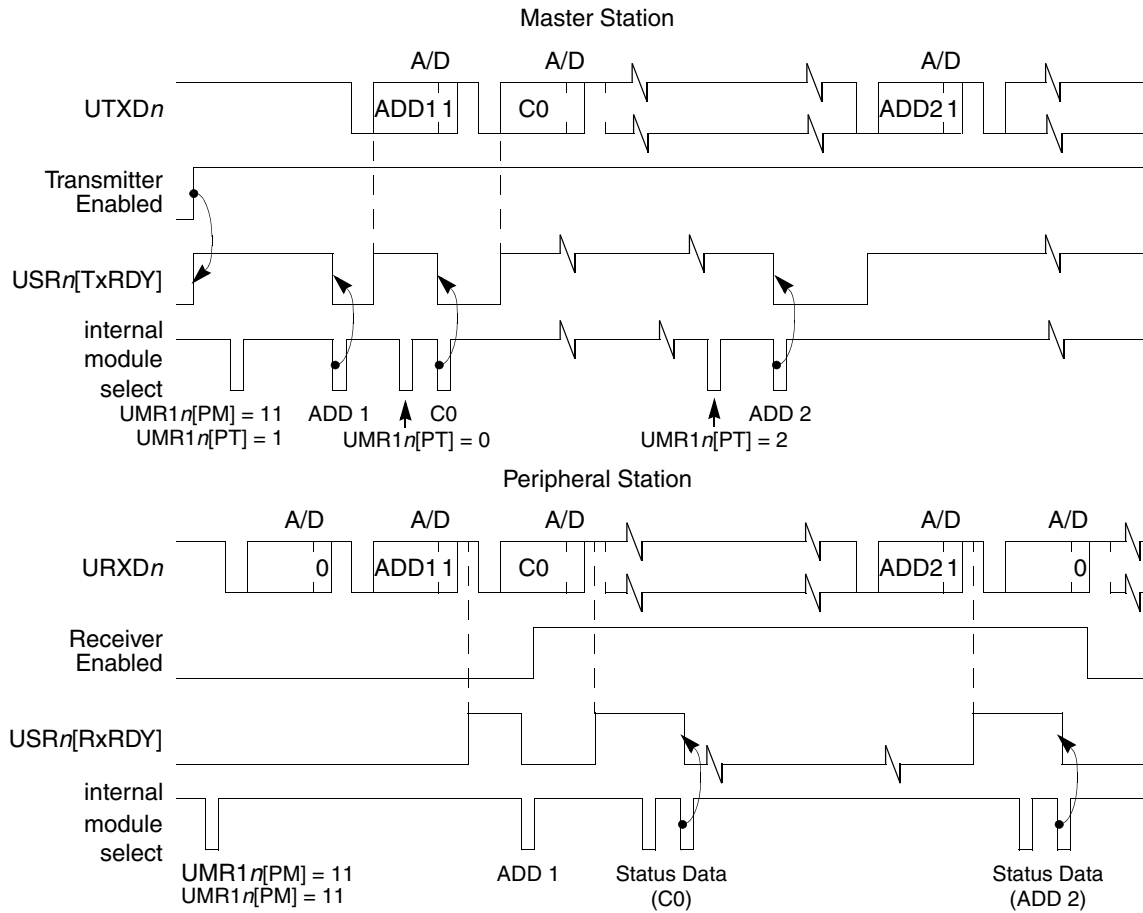 Master Station
A/D A/D A/D
UTXDn ADD1 1 C0 ADD2 1
Transmitter
Enabled
USRn[TxRDY]
internal
module
select
UMR1n[PM] = 11 ADD 1 C0 ADD 2
UMR1n[PT] = 1 UMR1n[PT] = 0 UMR1n[PT] = 2
Peripheral Station
A/D A/D A/D A/D A/D
URXDn 0 ADD1 1 C0 ADD2 1 0
Receiver
Enabled
USRn[RxRDY]
internal
module
select
UMR1n[PM] = 11 ADD 1 Status Data Status Data
UMR1n[PM] = 11 (C0) (ADD 2)